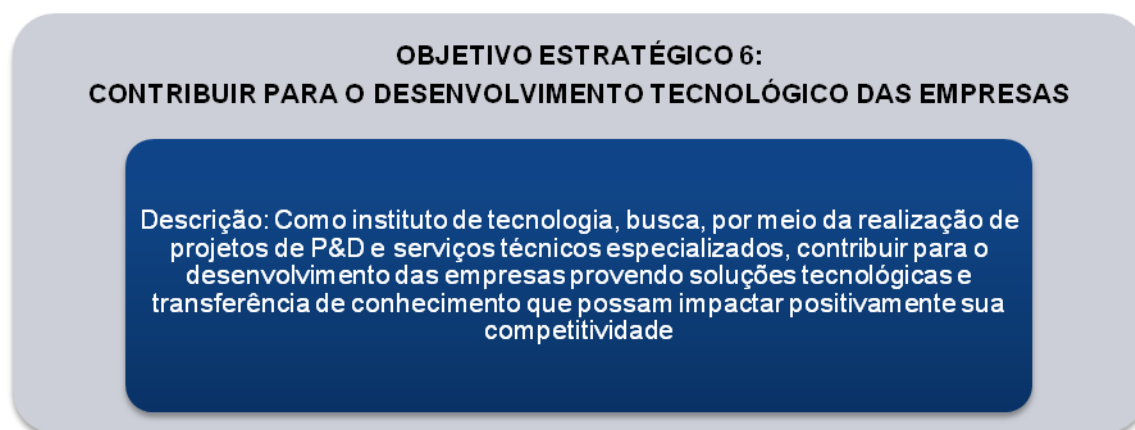 OBJETIVO ESTRATÉGICO 6:
CONTRIBUIR PARA O DESENVOLVIMENTO TECNOLÓGICO DAS EMPRESAS
Descrição: Como instituto de tecnologia, busca, por meio da realização de
projetos de P&D e serviços técnicos especializados, contribuir para o
desenvolvimento das empresas provendo soluções tecnológicas e
transferência de conhecimento que possam impactar positivamente sua
competitividade